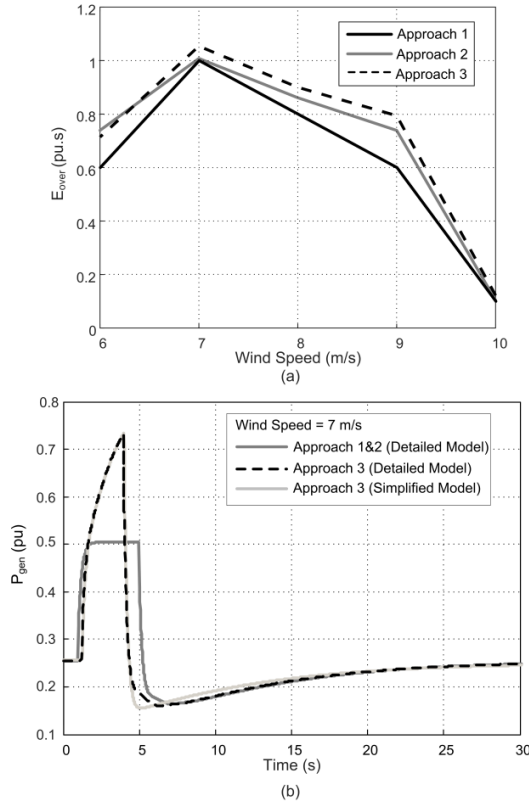 1.2
1
0.8
0.6
0.4
0.2
0
E_over (pu.s)
Approach 1
Approach 2
Approach 3
6 7 8 9 10
Wind Speed (m/s)
(a)
0.8
0.7
0.6
0.5
0.4
0.3
0.2
0.1
P_gen (pu)
Wind Speed = 7 m/s
Approach 1&2 (Detailed Model)
Approach 3 (Detailed Model)
Approach 3 (Simplified Model)
0 5 10 15 20 25 30
Time (s)
(b)